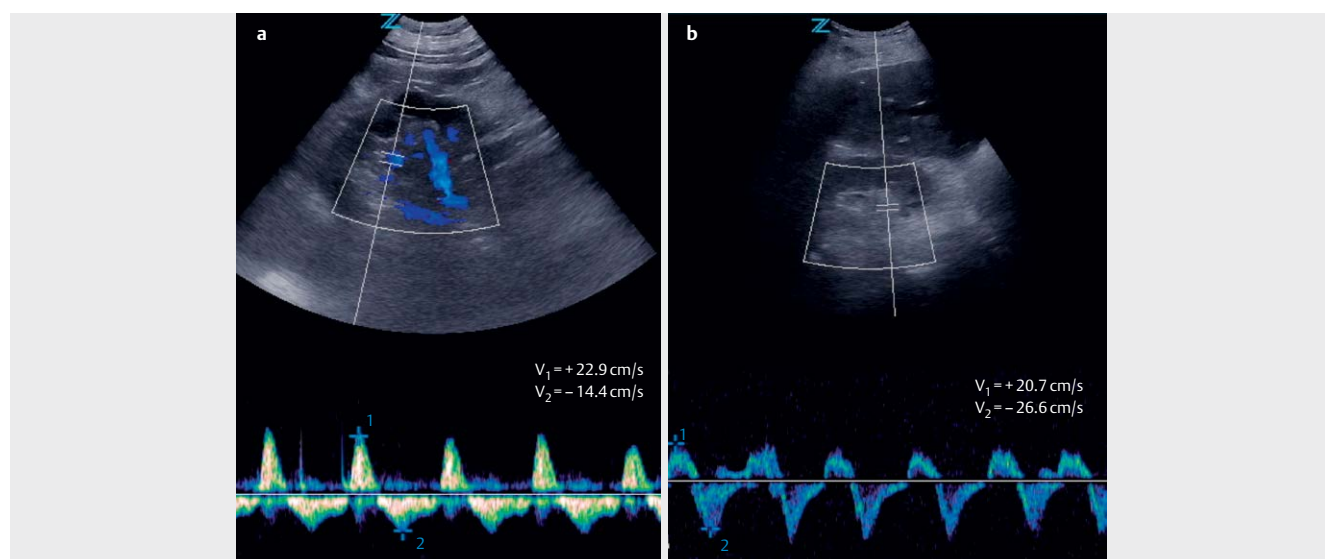 a
Z
V1 = + 22.9 cm/s
V2 = – 14.4 cm/s
1
2
b
Z
V1 = + 20.7 cm/s
V2 = – 26.6 cm/s
1
2